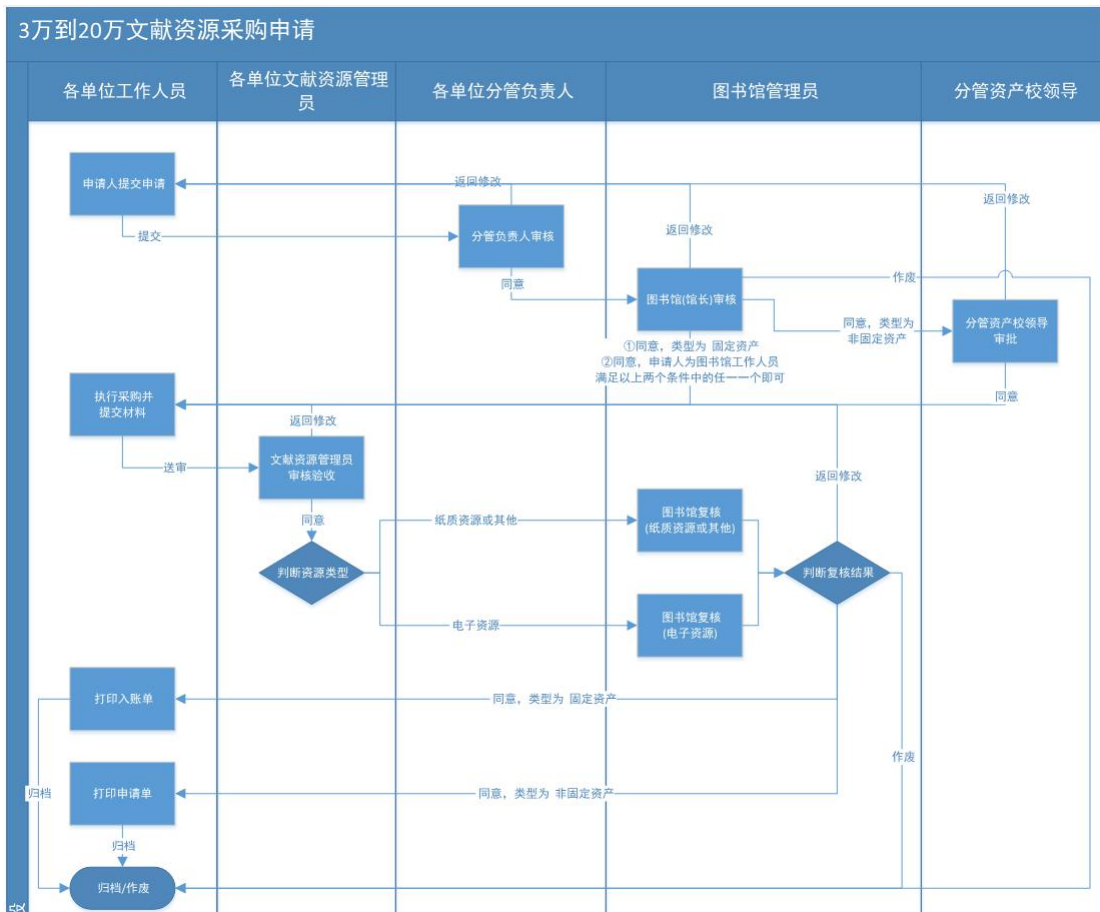 3万到20万文献资源采购申请
各单位工作人员
各单位文献资源管理
员
各单位分管负责人
图书馆管理员
分管资产校领导
申请人提交申请
返回修改
返回修改
提交
分管负责人审核
返回修改
同意
图书馆(馆长)审核
作废
同意，类型为
非固定资产
分管资产校领导
审批
①同意，类型为 固定资产
②同意，申请人为图书馆工作人员
满足以上两个条件中的任一一个即可
同意
执行采购并
提交材料
返回修改
送审
文献资源管理员
审核验收
返回修改
同意
纸质资源或其他
图书馆复核
(纸质资源或其他)
判断资源类型
判断复核结果
电子资源
图书馆复核
(电子资源)
打印入账单
同意，类型为 固定资产
作废
归档
打印申请单
同意，类型为 非固定资产
归档
归档/作废